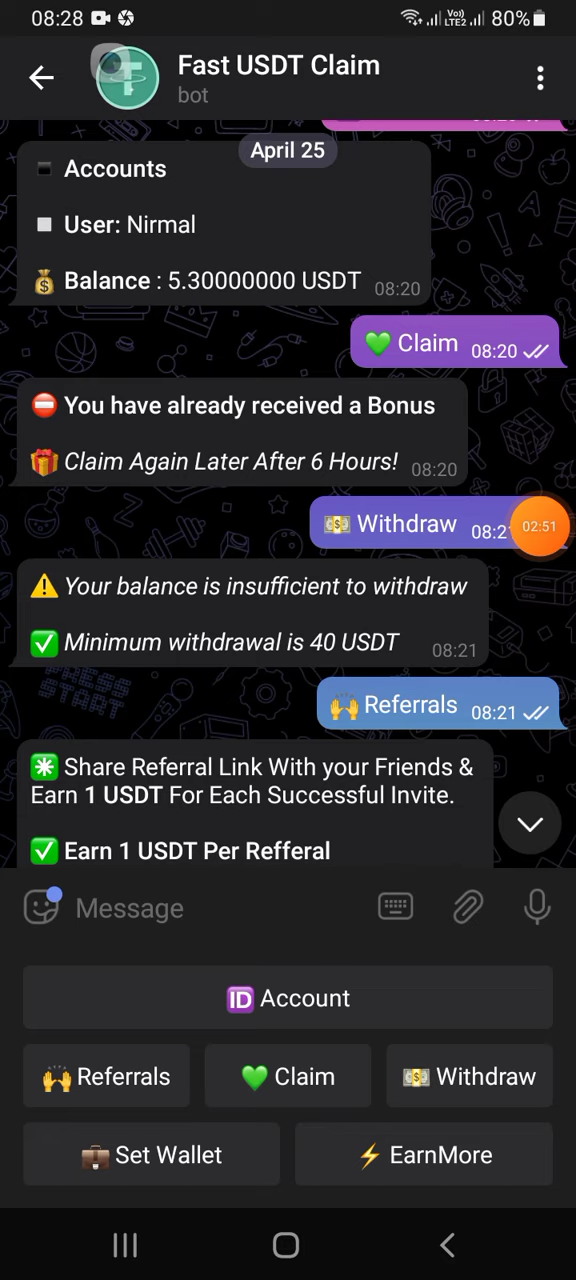 08:28
Vo))
LTE2
80%
Fast USDT Claim
bot
April 25
Accounts
User: Nirmal
Balance : 5.30000000 USDT 08:20
Claim 08:20
You have already received a Bonus
Claim Again Later After 6 Hours! 08:20
Withdraw
02:51
Your balance is insufficient to withdraw
Minimum withdrawal is 40 USDT 08:21
Referrals 08:21
Share Referral Link With your Friends &
Earn 1 USDT For Each Successful Invite.
Earn 1 USDT Per Refferal
Message
ID Account
Referrals
Claim
Withdraw
Set Wallet
EarnMore